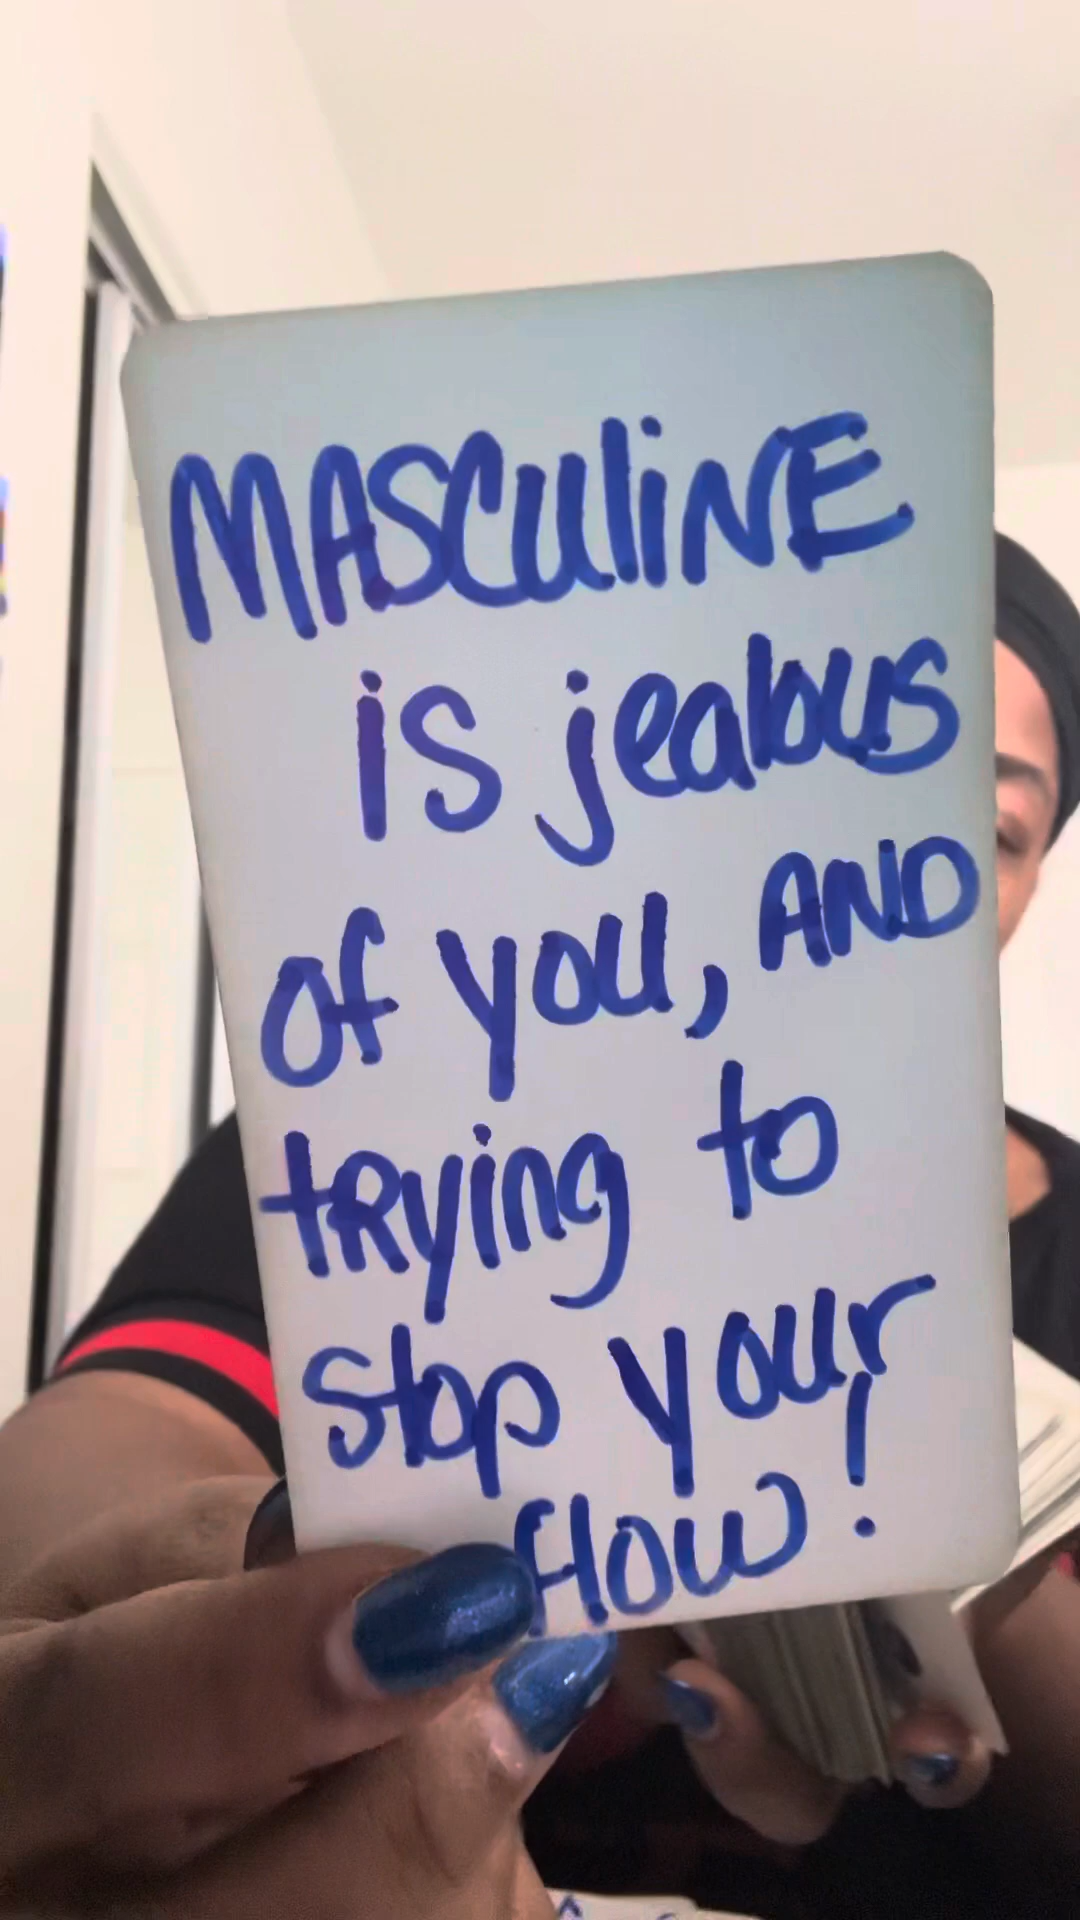 MASCULINE
is jealous
of you, AND
trying to
stop your
flow!